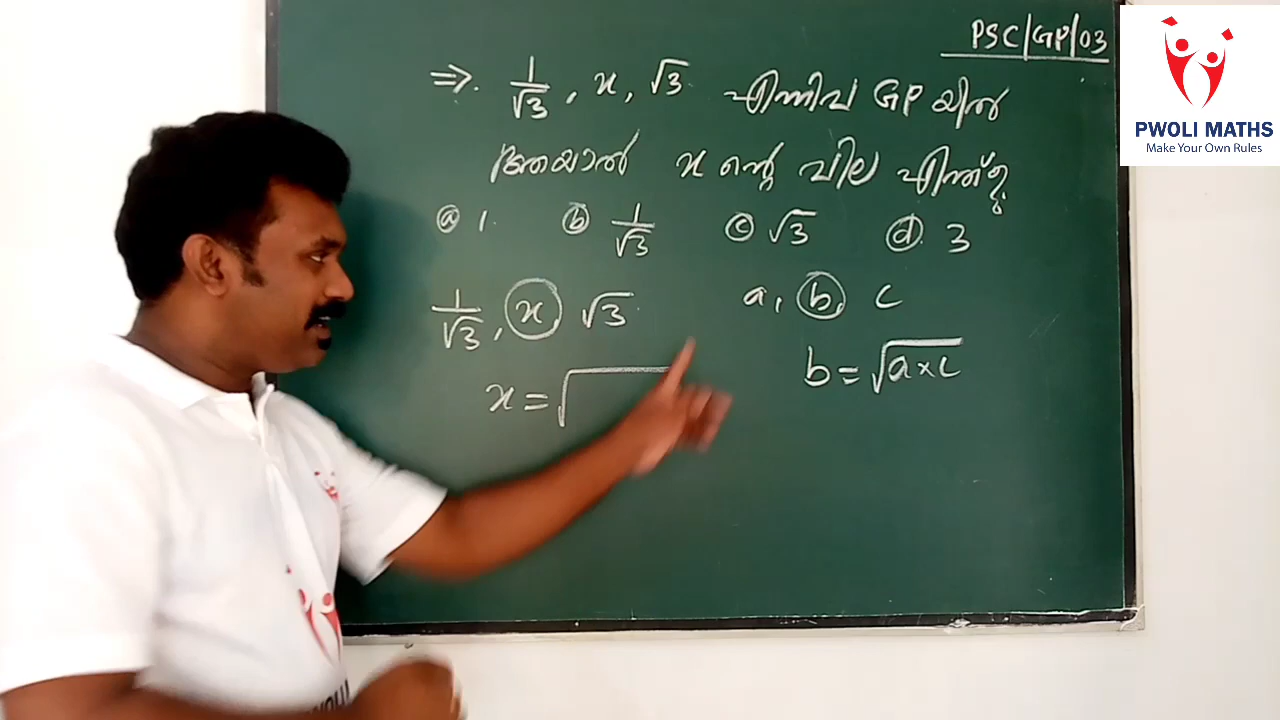 PSC/GP/03
⇒ 1/√3, x, √3 എന്നിവ GP യിൽ
ആയാൽ x ന്റെ വില എന്ത്?
ⓐ 1 ⓑ 1/√3 ⓒ √3 ⓓ 3
1/√3, x, √3
a, b, c
x = √
b = √a×c
PWOLI MATHS
Make Your Own Rules